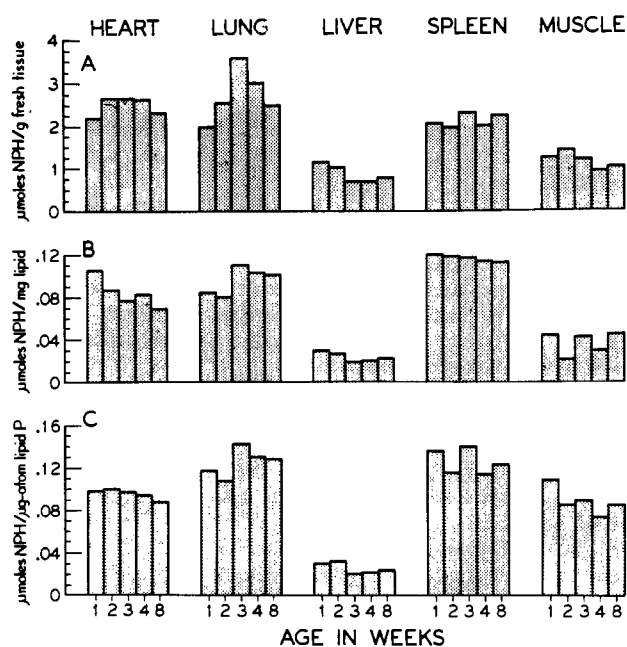 HEART LUNG LIVER SPLEEN MUSCLE
A
μmoles NPH/g fresh tissue
4
3
2
1
0
B
μmoles NPH/mg lipid
.12
.08
.04
0
C
μmoles NPH/μg-atom lipid P
.16
.12
.08
.04
0
1 2 3 4 8 1 2 3 4 8 1 2 3 4 8 1 2 3 4 8 1 2 3 4 8
AGE IN WEEKS